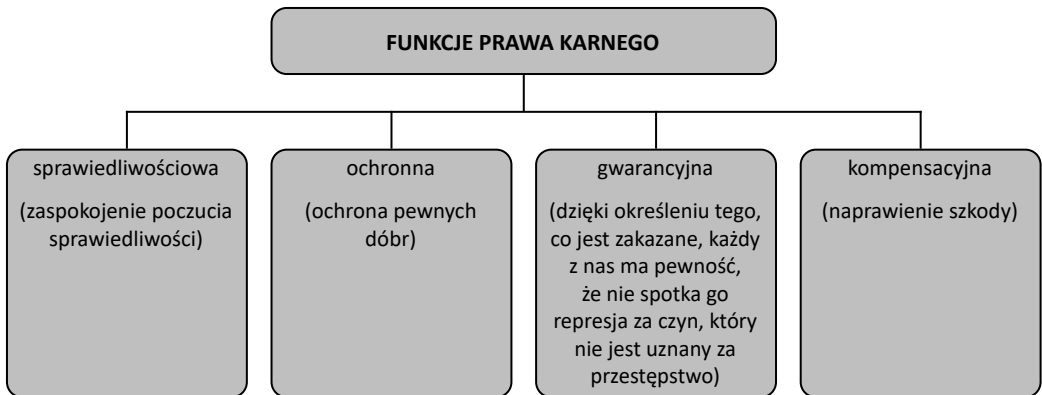 FUNKCJE PRAWA KARNEGO
sprawiedliwościowa
(zaspokojenie poczucia
sprawiedliwości)
ochronna
(ochrona pewnych
dóbr)
gwarancyjna
(dzięki określeniu tego,
co jest zakazane, każdy
z nas ma pewność,
że nie spotka go
represja za czyn, który
nie jest uznany za
przestępstwo)
kompensacyjna
(naprawienie szkody)